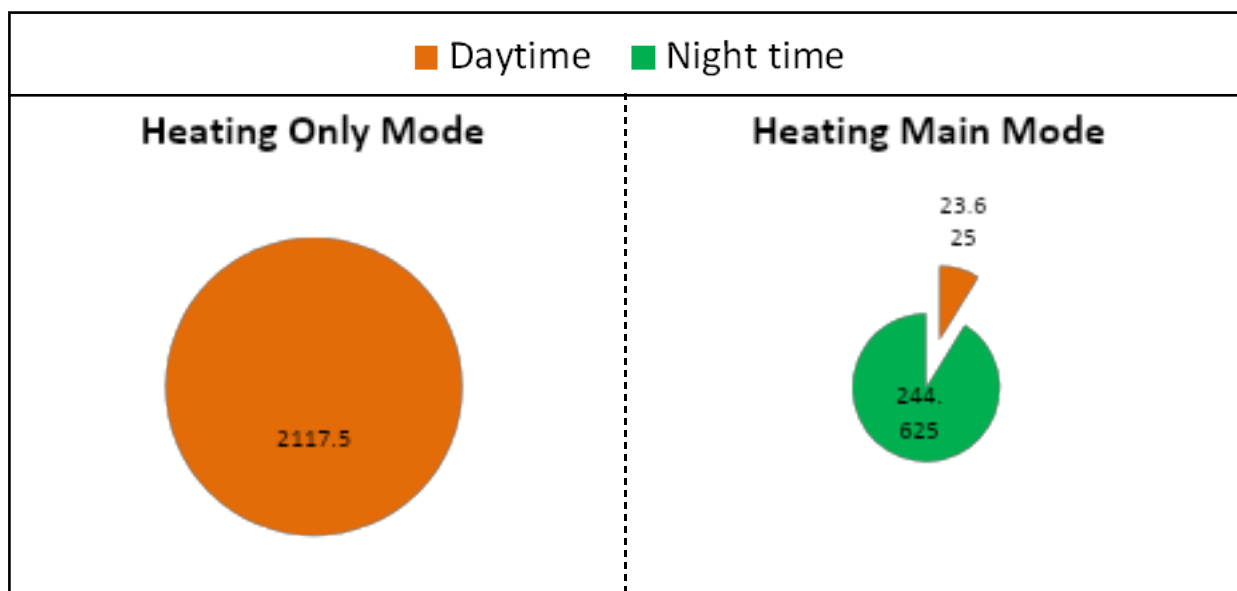 Daytime Night time
Heating Only Mode
2117.5
Heating Main Mode
23.6
25
244.
625